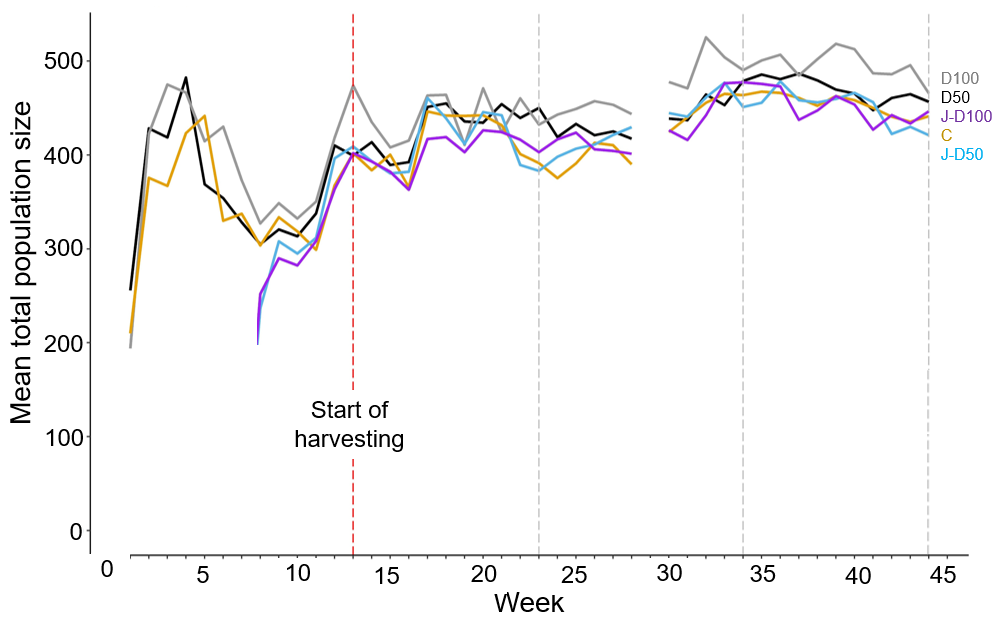 500
400
300
200
100
0
Mean total population size
Start of
harvesting
D100
D50
J-D100
C
J-D50
0 5 10 15 20 25 30 35 40 45
Week